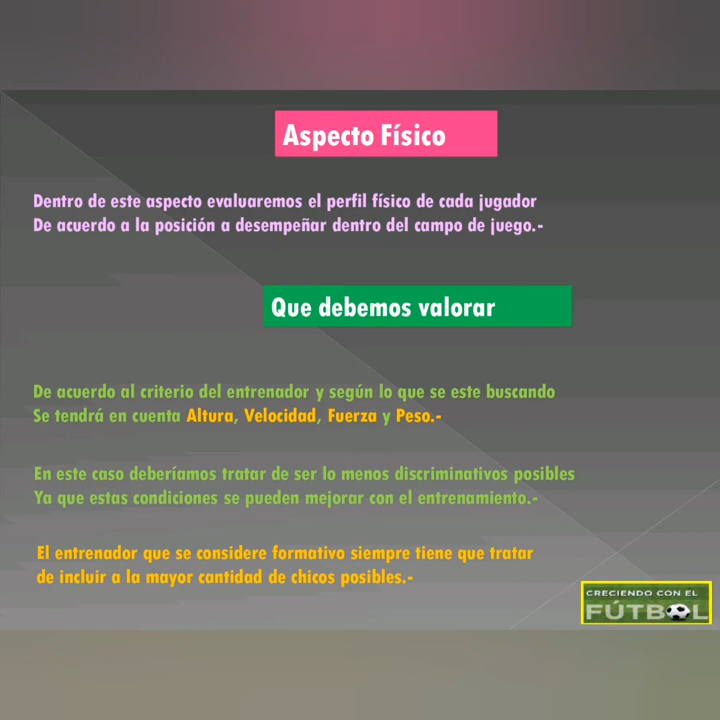 Aspecto Físico
Dentro de este aspecto evaluaremos el perfil físico de cada jugador
De acuerdo a la posición a desempeñar dentro del campo de juego.-
Que debemos valorar
De acuerdo al criterio del entrenador y según lo que se este buscando
Se tendrá en cuenta Altura, Velocidad, Fuerza y Peso.-
En este caso deberíamos tratar de ser lo menos discriminativos posibles
Ya que estas condiciones se pueden mejorar con el entrenamiento.-
El entrenador que se considere formativo siempre tiene que tratar
de incluir a la mayor cantidad de chicos posibles.-
CRECIENDO CON EL
FÚTBOL